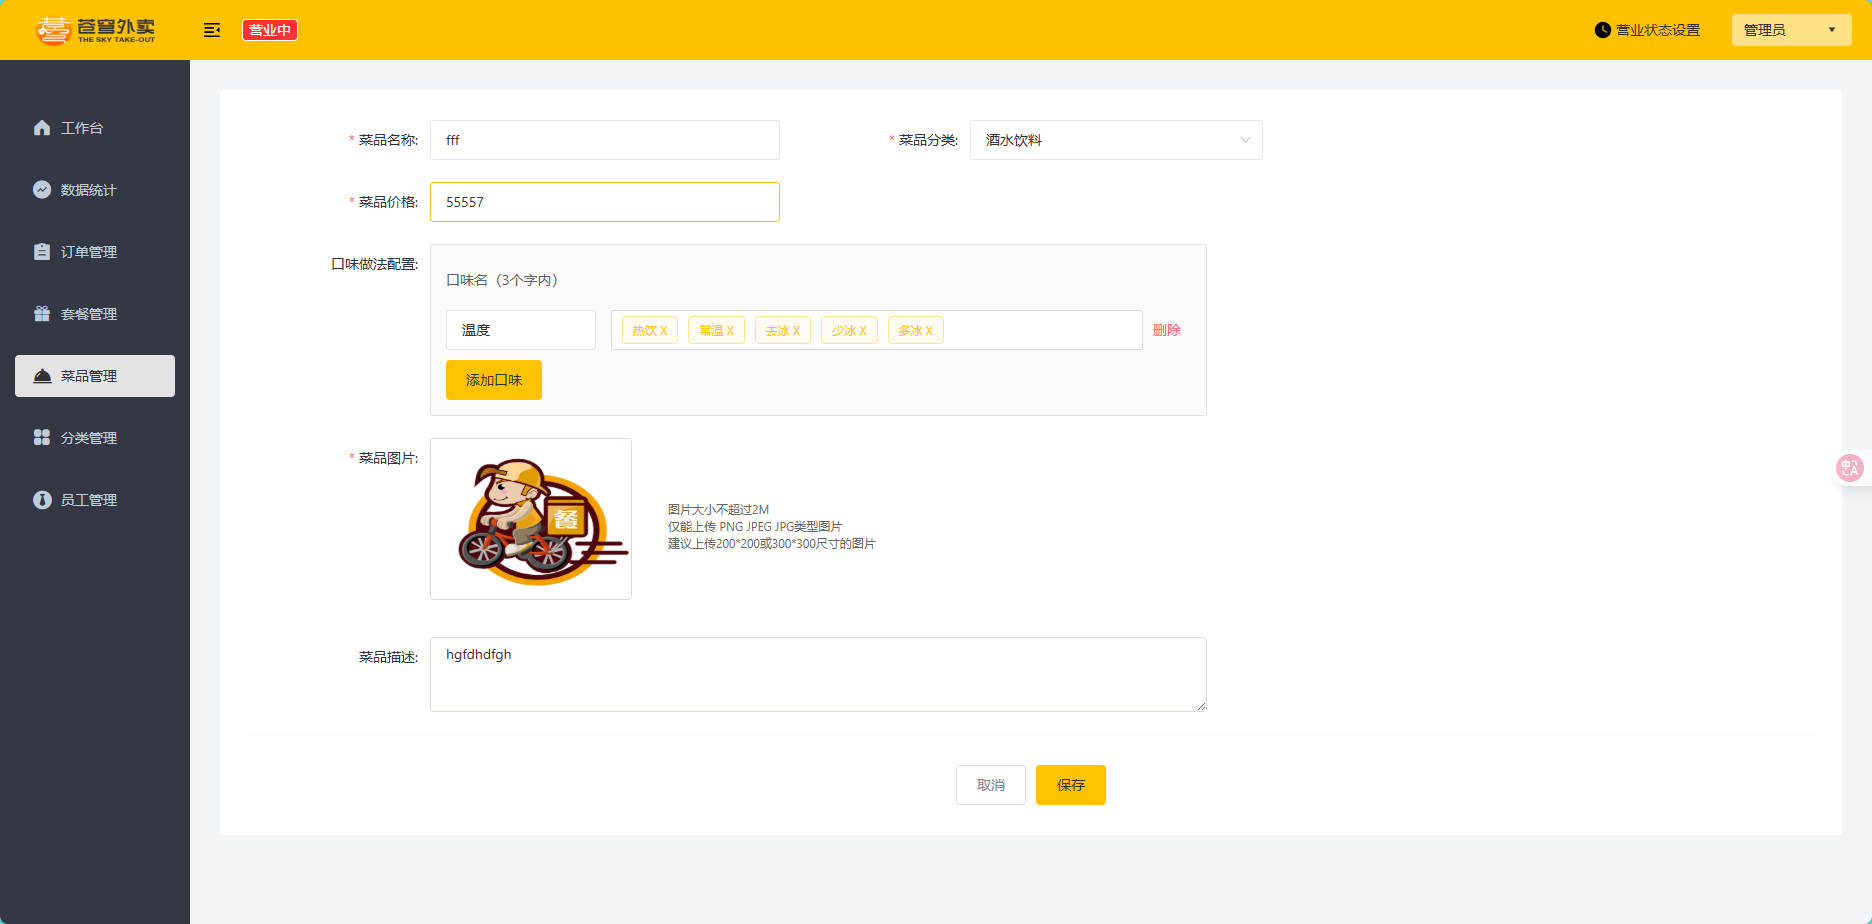 苍穹外卖
THE SKY TAKE-OUT
营业中
营业状态设置
管理员
工作台
数据统计
订单管理
套餐管理
菜品管理
分类管理
员工管理
* 菜品名称: fff
* 菜品分类: 酒水饮料
* 菜品价格: 55557
口味做法配置:
口味名（3个字内）
温度 热饮 X 常温 X 去冰 X 少冰 X 多冰 X 删除
添加口味
* 菜品图片:
餐
图片大小不超过2M
仅能上传 PNG JPEG JPG类型图片
建议上传200*200或300*300尺寸的图片
菜品描述: hgfdhdfgh
取消 保存
中 A